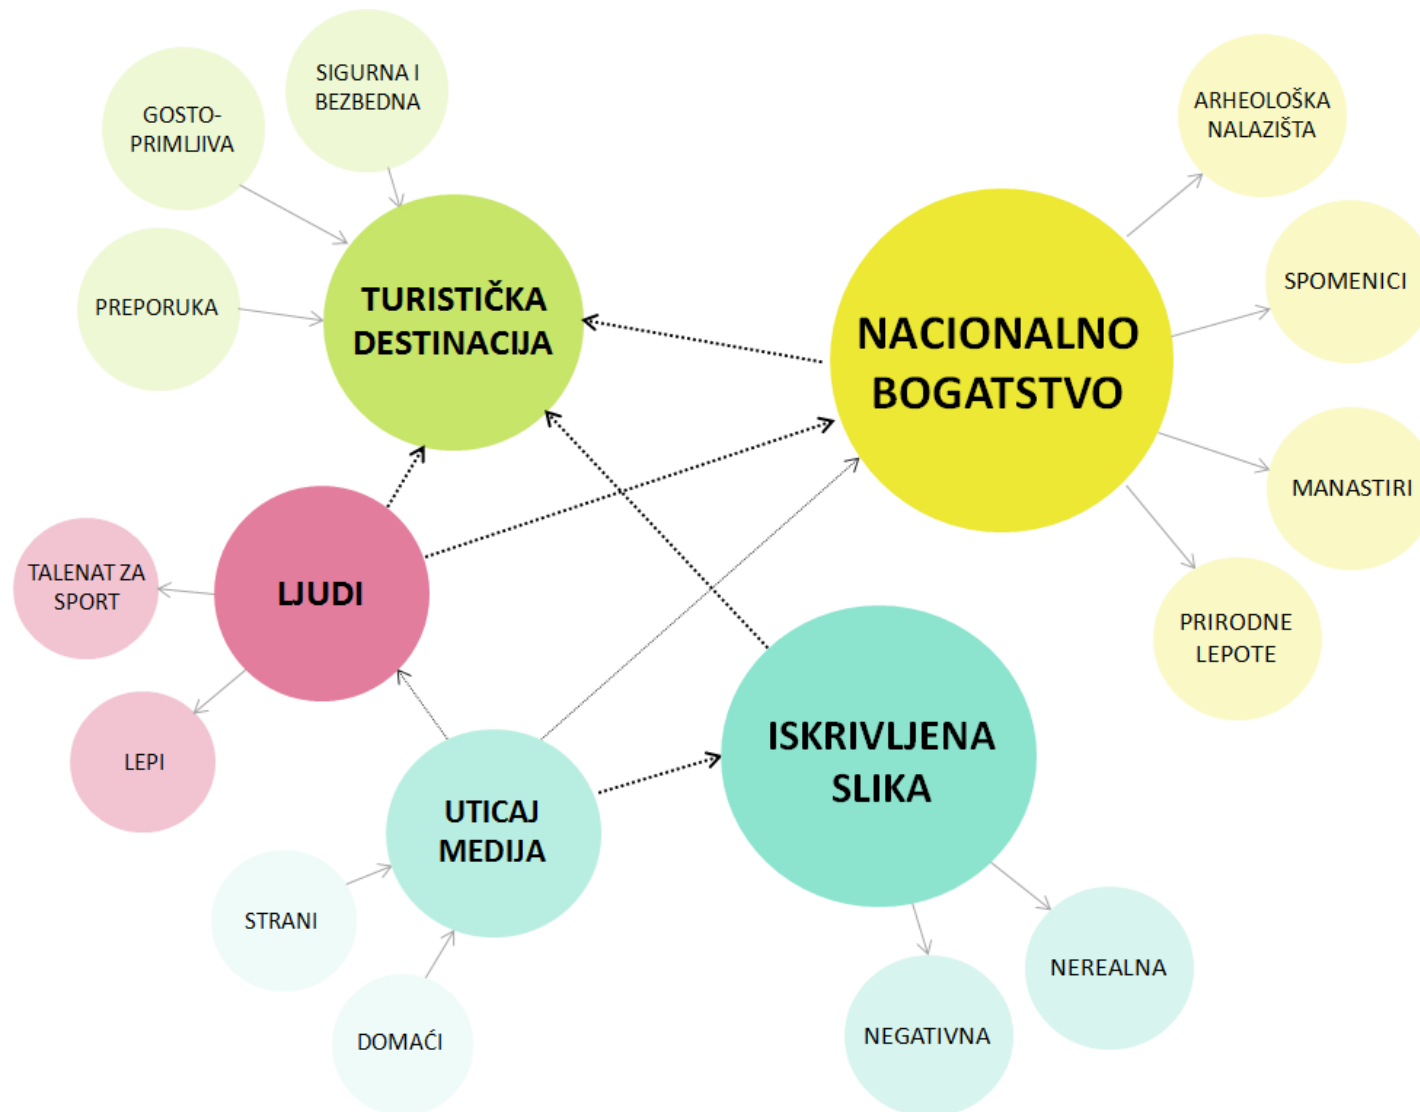 SIGURNA I
BEZBEDNA
GOSTO-
PRIMLJIVA
PREPORUKA
TURISTIČKA
DESTINACIJA
ARHEOLOŠKA
NALAZIŠTA
SPOMENICI
NACIONALNO
BOGATSTVO
MANASTIRI
PRIRODNE
LEPOTE
TALENAT ZA
SPORT
LJUDI
LEPI
UTICAJ
MEDIJA
ISKRIVLJENA
SLIKA
STRANI
DOMAĆI
NEREALNA
NEGATIVNA